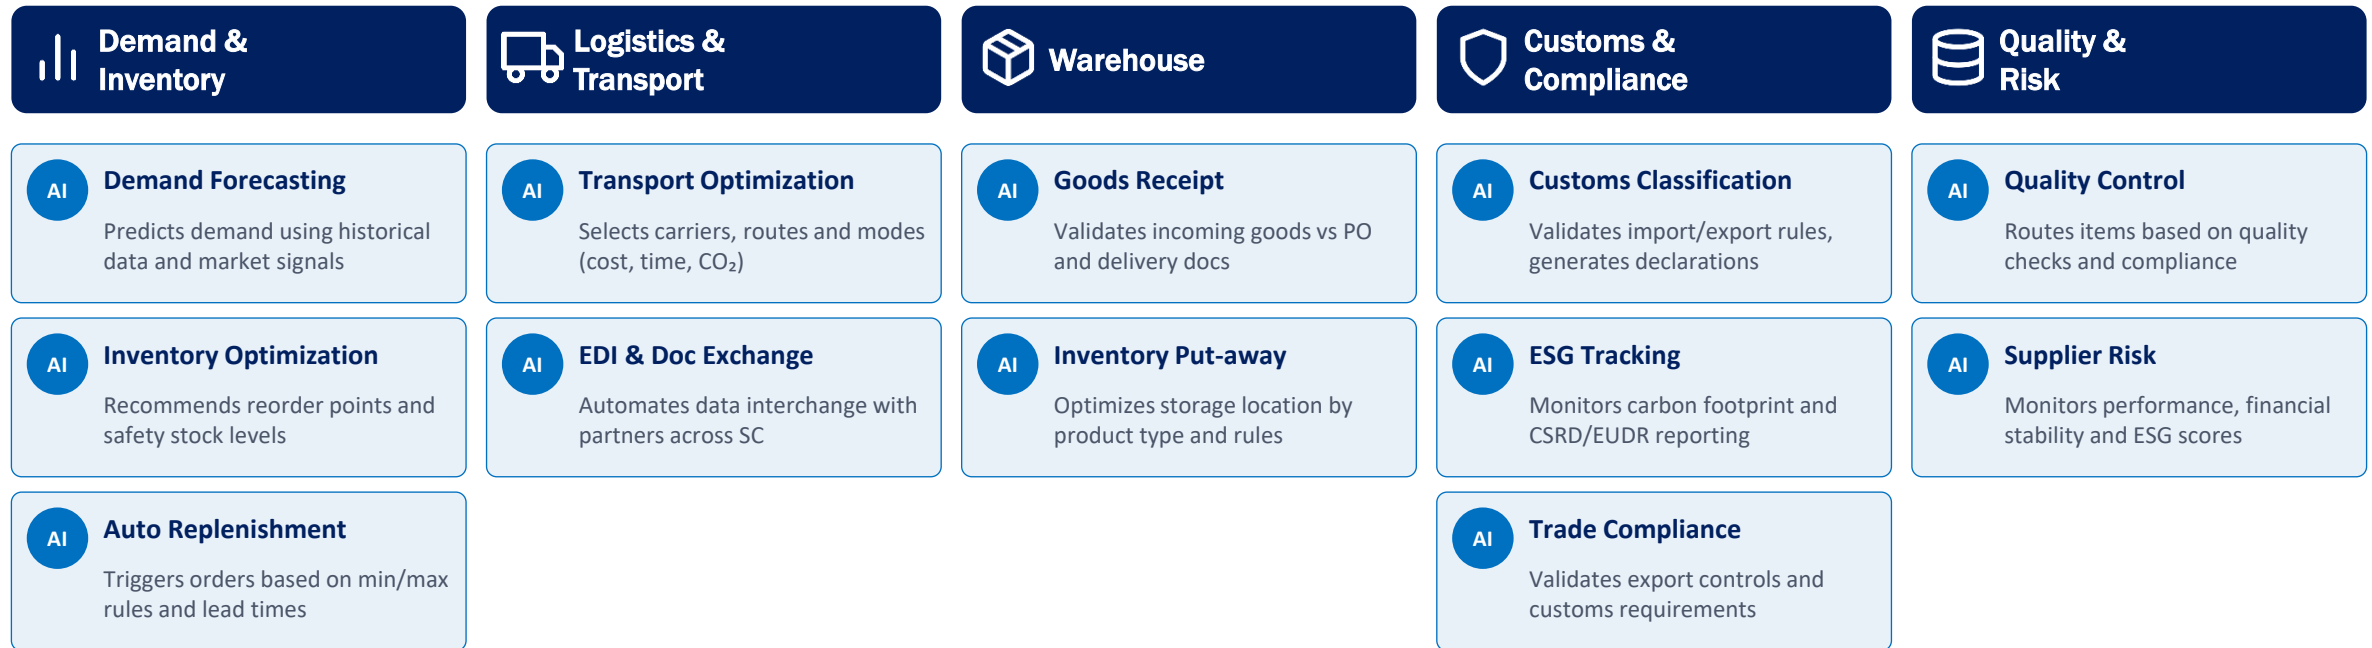 Demand &
Inventory
AI
Demand Forecasting
Predicts demand using historical
data and market signals
AI
Inventory Optimization
Recommends reorder points and
safety stock levels
AI
Auto Replenishment
Triggers orders based on min/max
rules and lead times
Logistics &
Transport
AI
Transport Optimization
Selects carriers, routes and modes
(cost, time, CO₂)
AI
EDI & Doc Exchange
Automates data interchange with
partners across SC
Warehouse
AI
Goods Receipt
Validates incoming goods vs PO
and delivery docs
AI
Inventory Put-away
Optimizes storage location by
product type and rules
Customs &
Compliance
AI
Customs Classification
Validates import/export rules,
generates declarations
AI
ESG Tracking
Monitors carbon footprint and
CSRD/EUDR reporting
AI
Trade Compliance
Validates export controls and
customs requirements
Quality &
Risk
AI
Quality Control
Routes items based on quality
checks and compliance
AI
Supplier Risk
Monitors performance, financial
stability and ESG scores